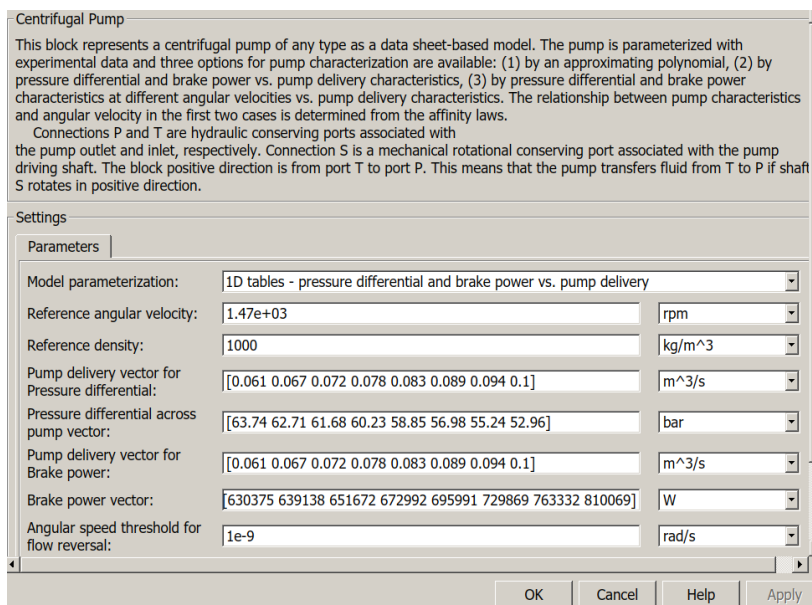 Centrifugal Pump
This block represents a centrifugal pump of any type as a data sheet-based model. The pump is parameterized with
experimental data and three options for pump characterization are available: (1) by an approximating polynomial, (2) by
pressure differential and brake power vs. pump delivery characteristics, (3) by pressure differential and brake power
characteristics at different angular velocities vs. pump delivery characteristics. The relationship between pump characteristics
and angular velocity in the first two cases is determined from the affinity laws.
Connections P and T are hydraulic conserving ports associated with
the pump outlet and inlet, respectively. Connection S is a mechanical rotational conserving port associated with the pump
driving shaft. The block positive direction is from port T to port P. This means that the pump transfers fluid from T to P if shaft
S rotates in positive direction.
Settings
Parameters
Model parameterization: 1D tables - pressure differential and brake power vs. pump delivery
Reference angular velocity: 1.47e+03 rpm
Reference density: 1000 kg/m^3
Pump delivery vector for
Pressure differential: [0.061 0.067 0.072 0.078 0.083 0.089 0.094 0.1] m^3/s
Pressure differential across
pump vector: [63.74 62.71 61.68 60.23 58.85 56.98 55.24 52.96] bar
Pump delivery vector for
Brake power: [0.061 0.067 0.072 0.078 0.083 0.089 0.094 0.1] m^3/s
Brake power vector: [630375 639138 651672 672992 695991 729869 763332 810069] W
Angular speed threshold for
flow reversal: 1e-9 rad/s
OK Cancel Help Apply